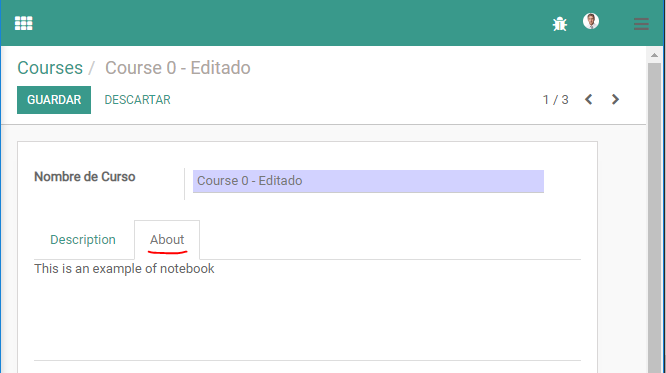 Courses / Course 0 - Editado
GUARDAR DESCARTAR 1 / 3
Nombre de Curso Course 0 - Editado
Description About
This is an example of notebook